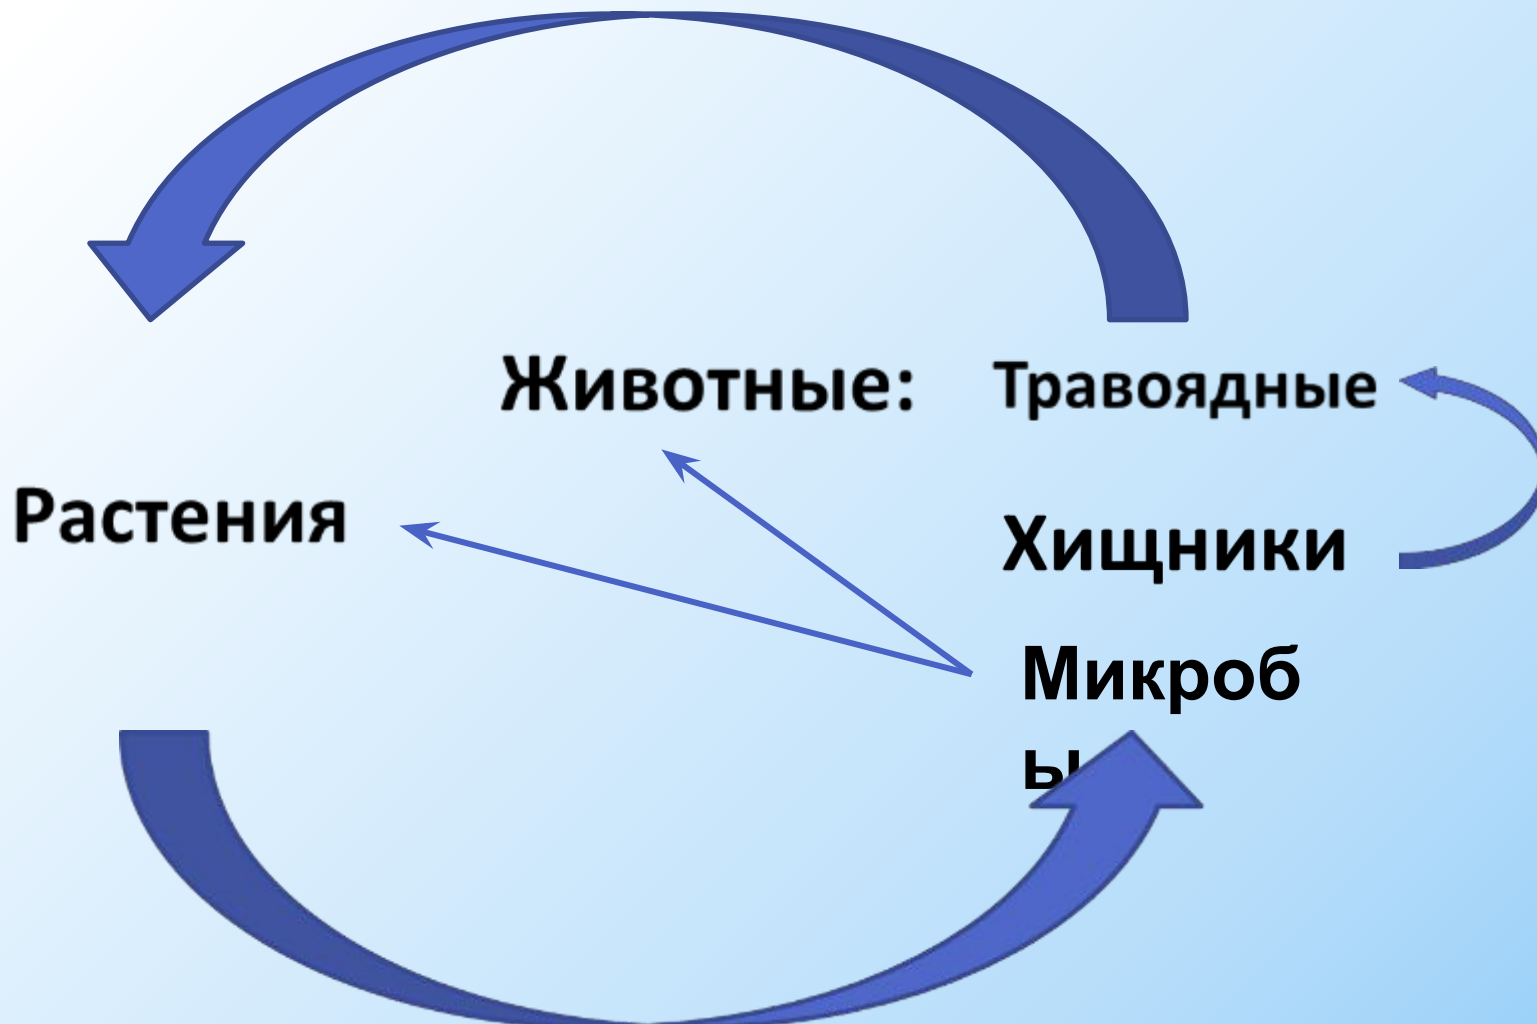 Животные: Травоядные
Растения
Хищники
Микроб
ы